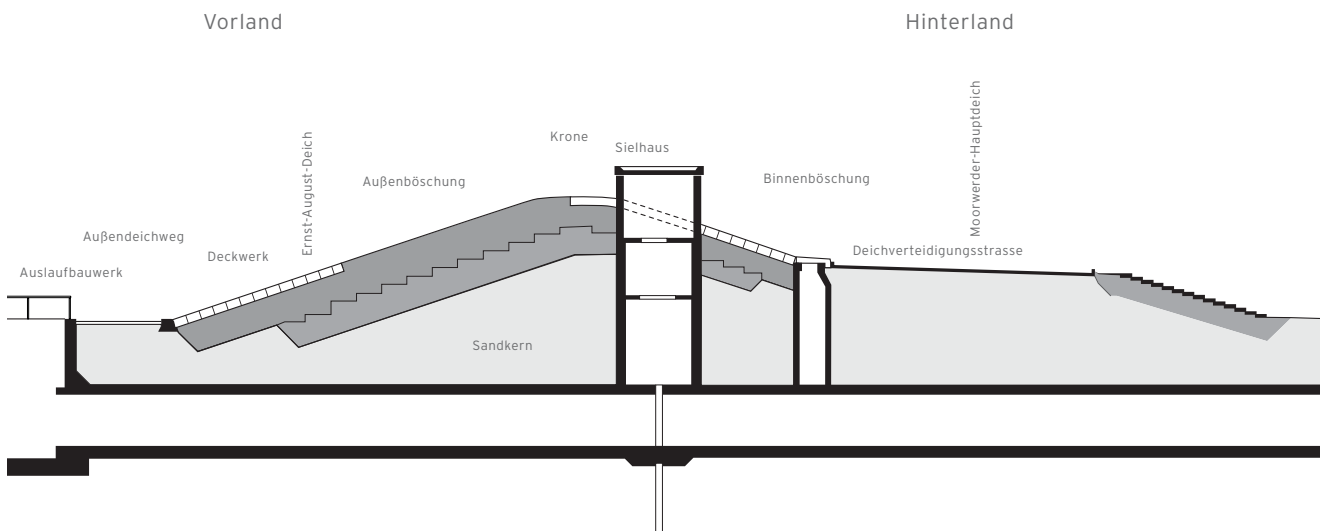 Vorland
Hinterland
Moorwerder-Hauptdeich
Krone
Ernst-August-Deich
Sielhaus
Außenböschung
Binnenböschung
Außendeichweg
Deckwerk
Deichverteidigungsstrasse
Auslaufbauwerk
Sandkern